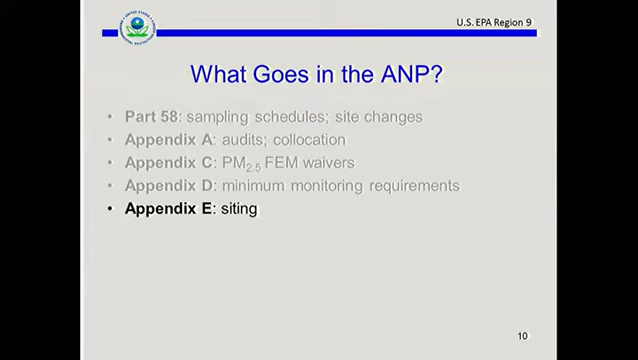 U.S. EPA Region 9
What Goes in the ANP?
• Part 58: sampling schedules; site changes
• Appendix A: audits; collocation
• Appendix C: PM2.5 FEM waivers
• Appendix D: minimum monitoring requirements
• Appendix E: siting
10